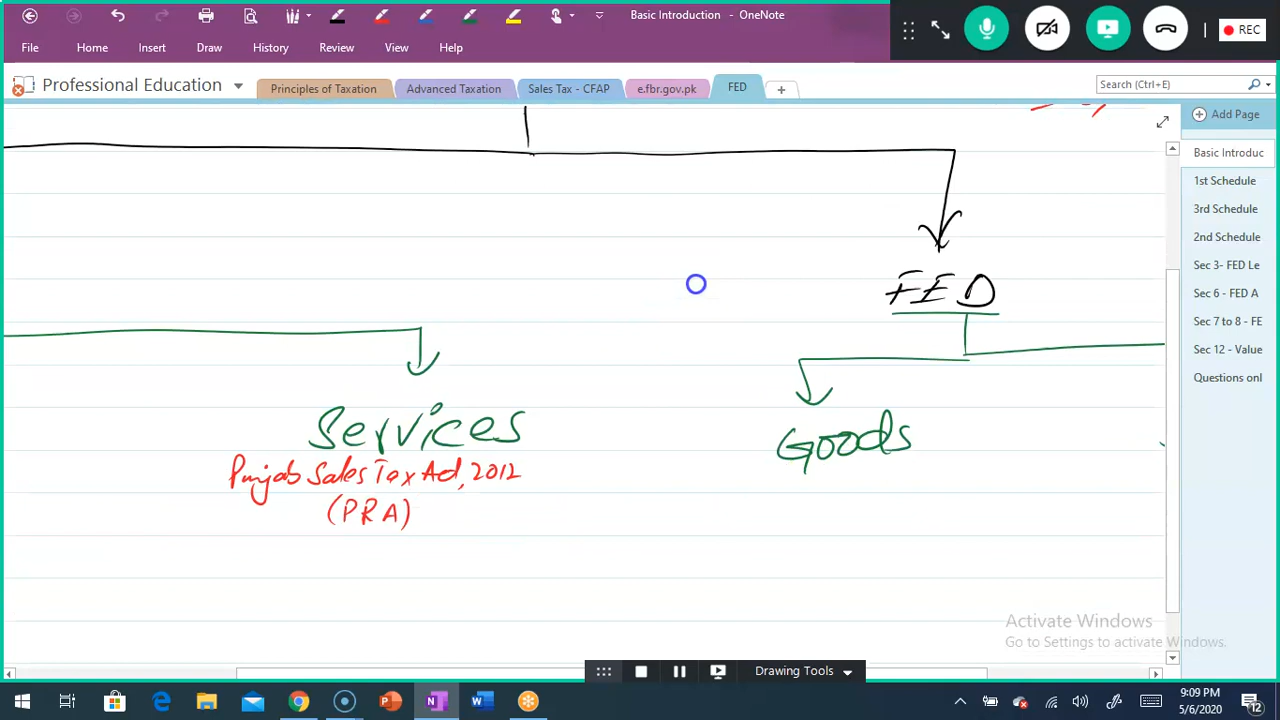 Basic Introduction - OneNote
REC
File Home Insert Draw History Review View Help
Professional Education
Principles of Taxation
Advanced Taxation
Sales Tax - CFAP
e.fbr.gov.pk
FED
Search (Ctrl+E)
Add Page
Basic Introduc
1st Schedule
3rd Schedule
2nd Schedule
Sec 3- FED Le
Sec 6 - FED A
Sec 7 to 8 - FE
Sec 12 - Value
Questions onl
FED
Services
Goods
Punjab Sales Tax Act, 2012
(PRA)
Activate Windows
Go to Settings to activate Windows.
Drawing Tools
9:09 PM
5/6/2020
12